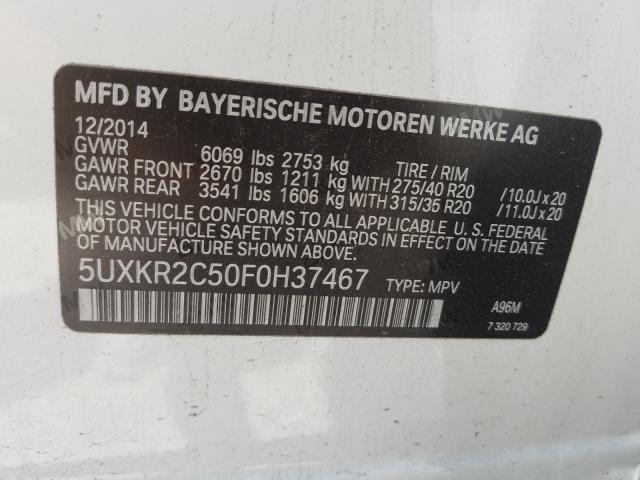 MFD BY BAYERISCHE MOTOREN WERKE AG
12/2014
GVWR 6069 lbs 2753 kg TIRE / RIM
GAWR FRONT 2670 lbs 1211 kg WITH 275/40 R20 /10.0J x 20
GAWR REAR 3541 lbs 1606 kg WITH 315/35 R20 /11.0J x 20
THIS VEHICLE CONFORMS TO ALL APPLICABLE U. S. FEDERAL
MOTOR VEHICLE SAFETY STANDARDS IN EFFECT ON THE
DATE OF MANUFACTURE SHOWN ABOVE.
5UXKR2C50F0H37467 TYPE: MPV
A96M
7 320 729